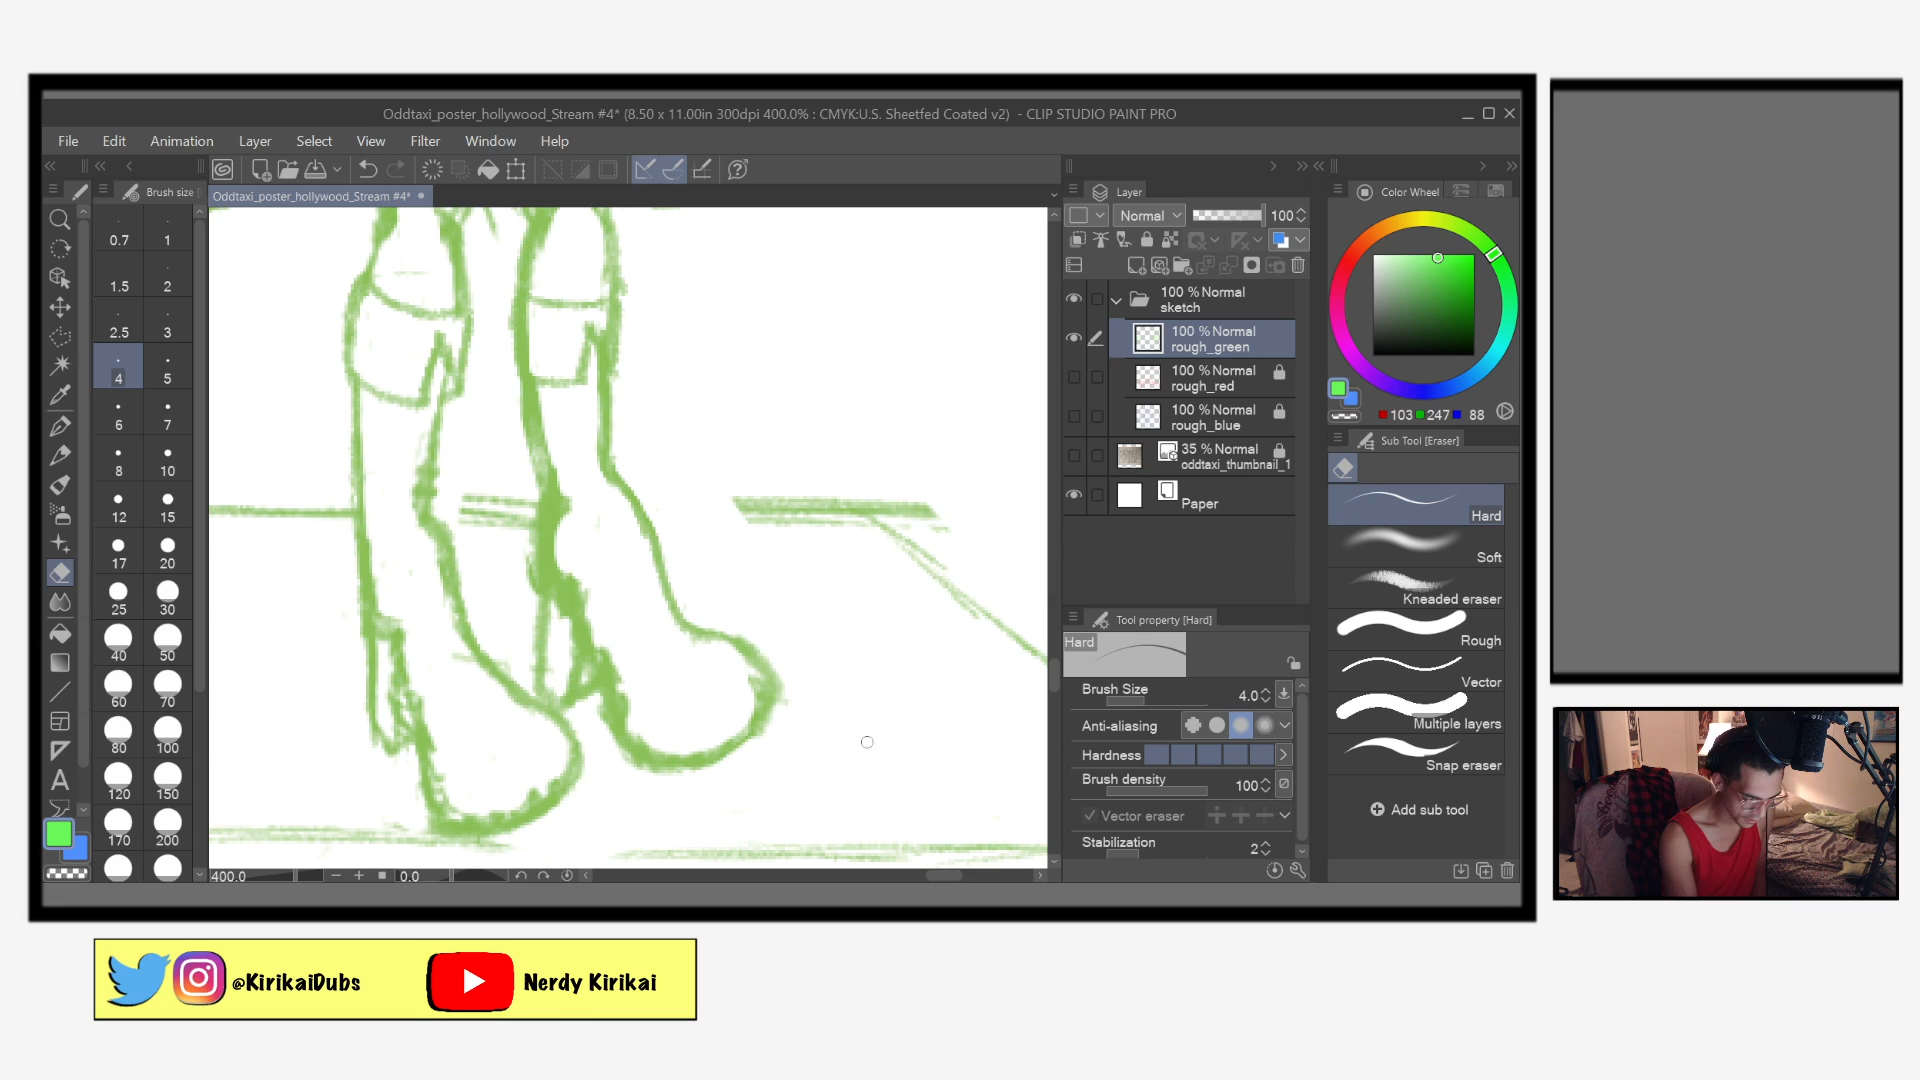 Oddtaxi_poster_hollywood_Stream #4* (8.50 x 11.00in 300dpi 400.0% : CMYK:U.S. Sheetfed Coated v2) - CLIP STUDIO PAINT PRO
File Edit Animation Layer Select View Filter Window Help
Brush size
Oddtaxi_poster_hollywood_Stream #4*
0.7 1
1.5 2
2.5 3
4 5
6 7
8 10
12 15
17 20
25 30
40 50
60 70
80 100
120 150
170 200
400.0 0.0
Layer
Normal 100
100 % Normal
sketch
100 % Normal
rough_green
100 % Normal
rough_red
100 % Normal
rough_blue
35 % Normal
oddtaxi_thumbnail_1
Paper
Tool property [Hard]
Hard
Brush Size 4.0
Anti-aliasing
Hardness
Brush density 100
Vector eraser
Stabilization 2
Color Wheel
103 247 88
Sub Tool [Eraser]
Hard
Soft
Kneaded eraser
Rough
Vector
Multiple layers
Snap eraser
Add sub tool
@KirikaiDubs
Nerdy Kirikai